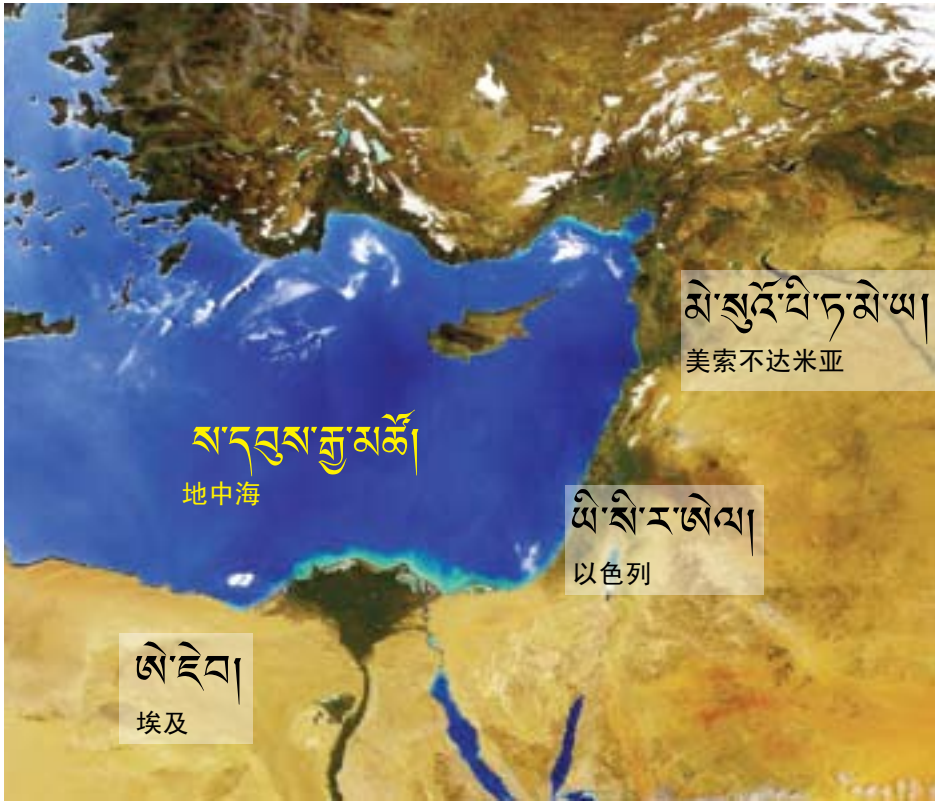 མེ་སུའོ་པི་ཏ་མེ་ཡ།
美索不达米亚
ས་དབུས་རྒྱ་མཚོ།
地中海
ཡི་སི་ར་ཨེལ།
以色列
ཨེ་ཇེབ།
埃及